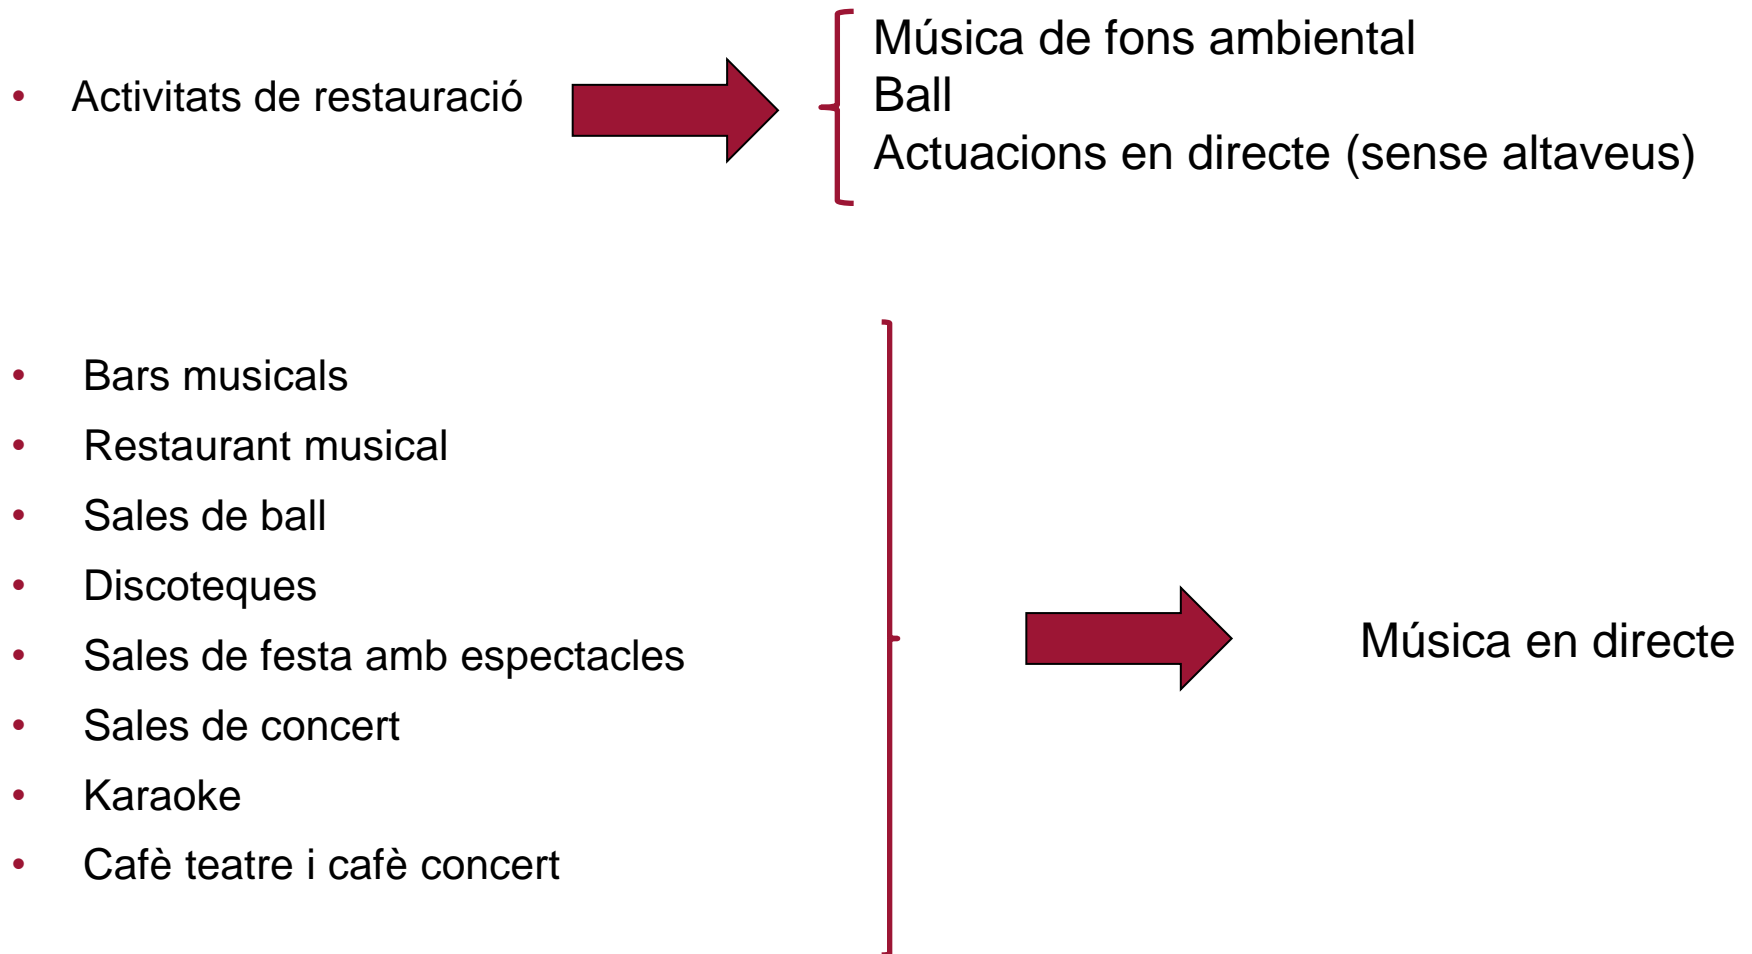 • Activitats de restauració
Música de fons ambiental
Ball
Actuacions en directe (sense altaveus)
• Bars musicals
• Restaurant musical
• Sales de ball
• Discoteques
• Sales de festa amb espectacles
• Sales de concert
• Karaoke
• Cafè teatre i cafè concert
Música en directe